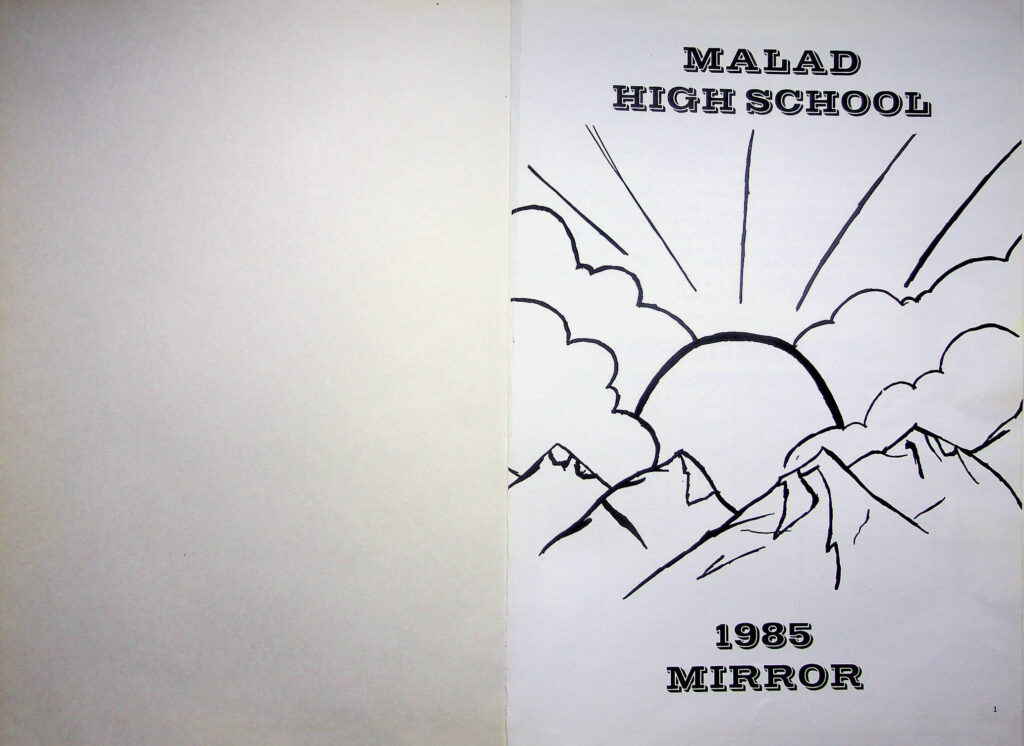 MALAD
HIGH SCHOOL
1985
MIRROR
1